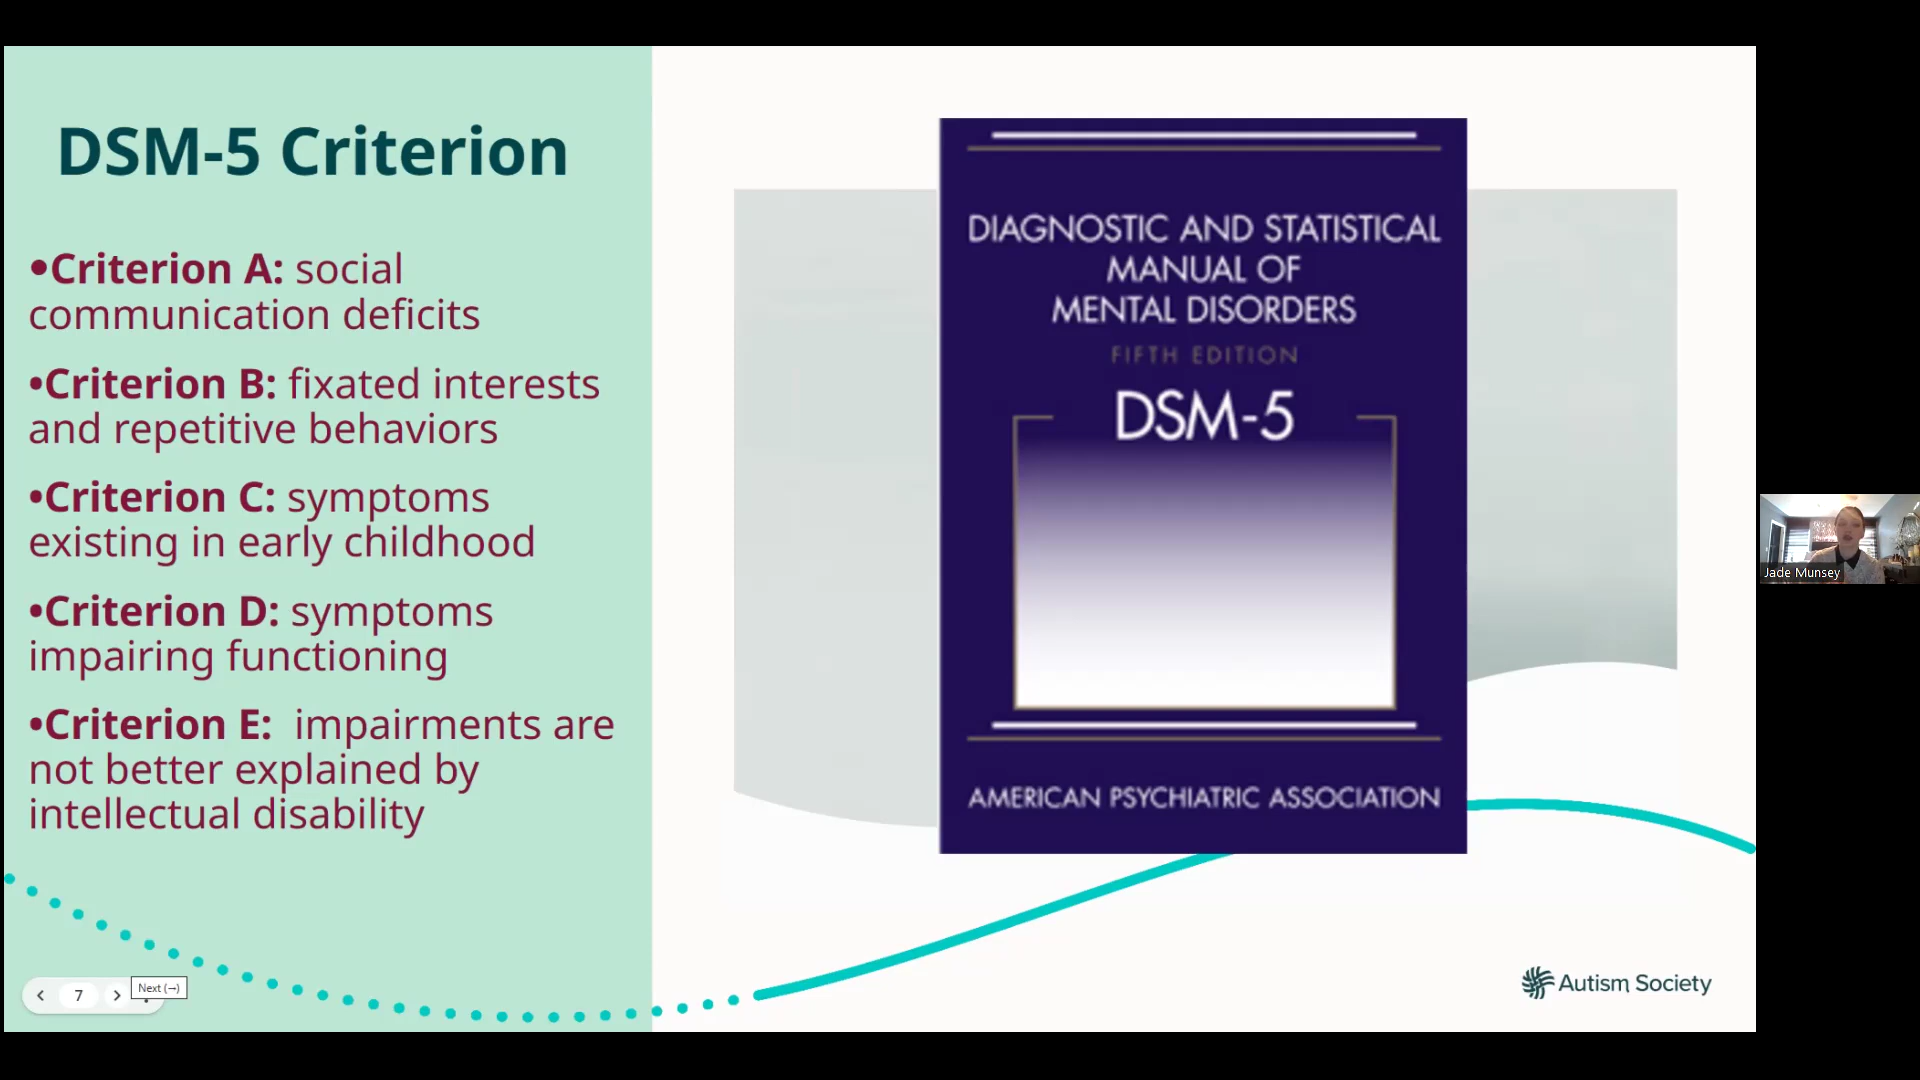 DSM-5 Criterion
•Criterion A: social
communication deficits
•Criterion B: fixated interests
and repetitive behaviors
•Criterion C: symptoms
existing in early childhood
•Criterion D: symptoms
impairing functioning
•Criterion E:  impairments are
not better explained by
intellectual disability
7
Next (→)
DIAGNOSTIC AND STATISTICAL
MANUAL OF
MENTAL DISORDERS
FIFTH EDITION
DSM-5
AMERICAN PSYCHIATRIC ASSOCIATION
Autism Society
Jade Munsey